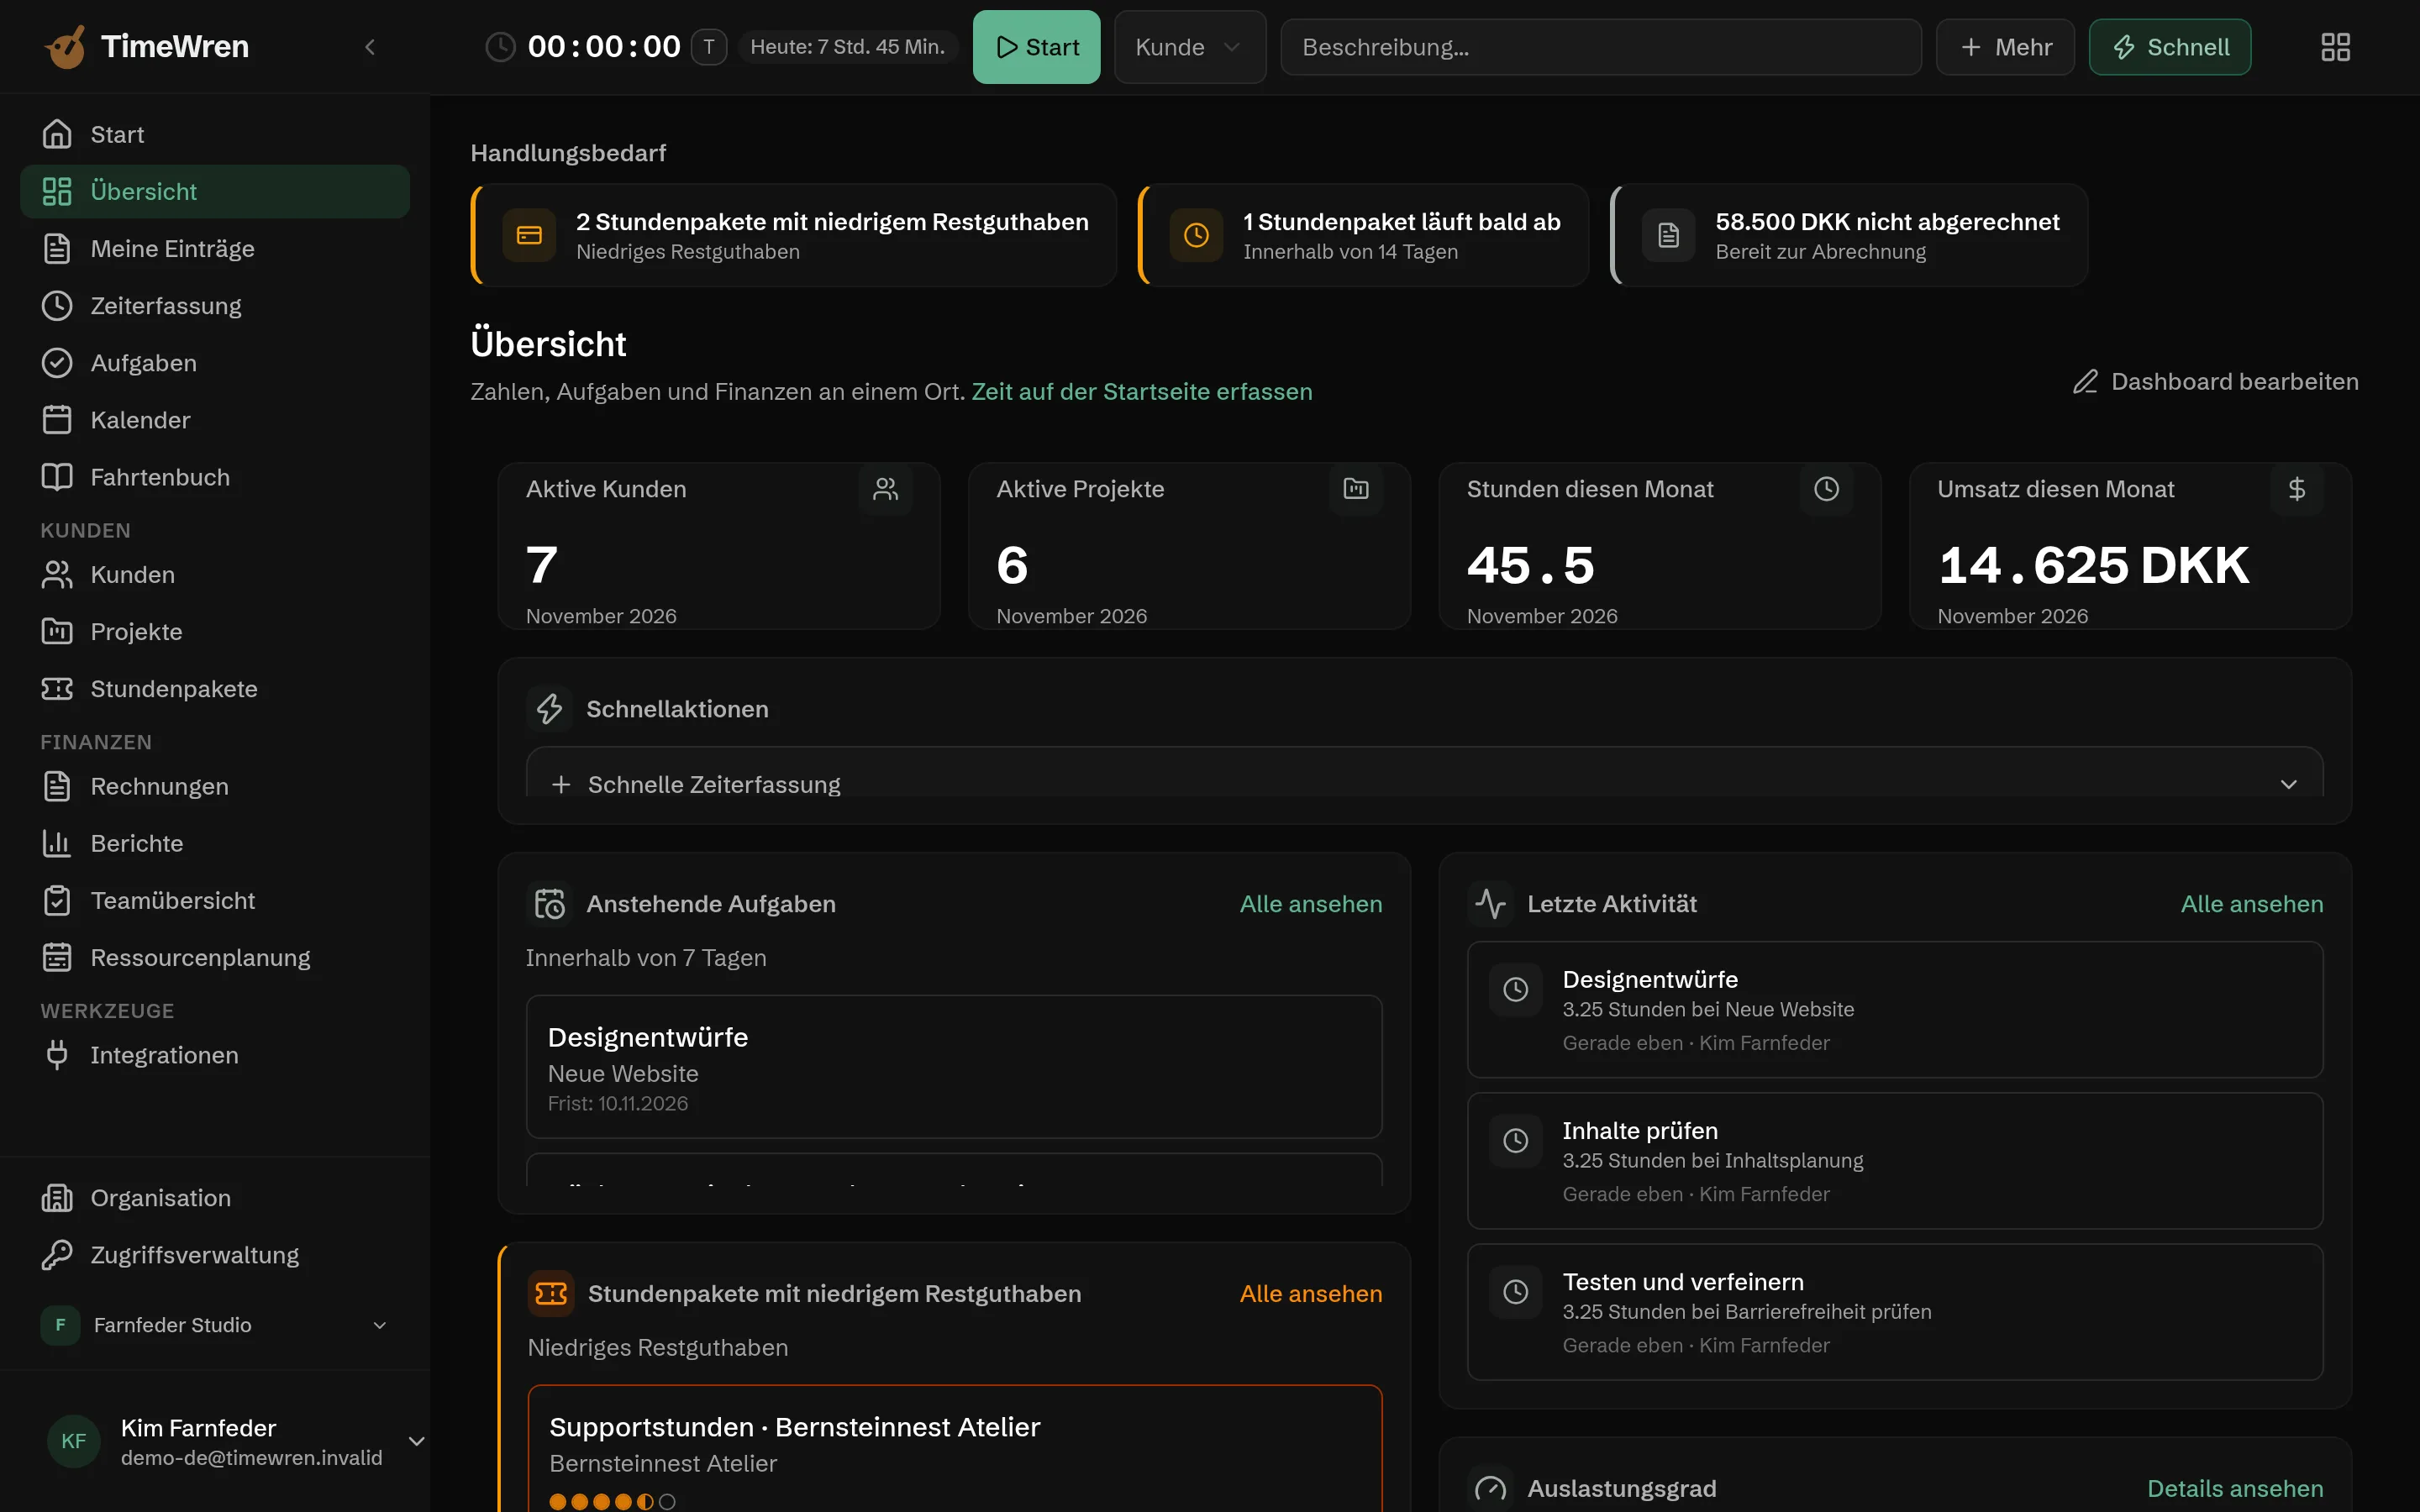 TimeWren
00:00:00
T
Heute: 7 Std. 45 Min.
Start
Kunde
Beschreibung...
Mehr
Schnell
Start
Übersicht
Meine Einträge
Zeiterfassung
Aufgaben
Kalender
Fahrtenbuch
KUNDEN
Kunden
Projekte
Stundenpakete
FINANZEN
Rechnungen
Berichte
Teamübersicht
Ressourcenplanung
WERKZEUGE
Integrationen
Organisation
Zugriffsverwaltung
F
Farnfeder Studio
KF
Kim Farnfeder
demo-de@timewren.invalid
Handlungsbedarf
2 Stundenpakete mit niedrigem Restguthaben
Niedriges Restguthaben
1 Stundenpaket läuft bald ab
Innerhalb von 14 Tagen
58.500 DKK nicht abgerechnet
Bereit zur Abrechnung
Übersicht
Zahlen, Aufgaben und Finanzen an einem Ort. Zeit auf der Startseite erfassen
Dashboard bearbeiten
Aktive Kunden
7
November 2026
Aktive Projekte
6
November 2026
Stunden diesen Monat
45.5
November 2026
Umsatz diesen Monat
14.625 DKK
November 2026
Schnellaktionen
Schnelle Zeiterfassung
Anstehende Aufgaben
Alle ansehen
Innerhalb von 7 Tagen
Designentwürfe
Neue Website
Frist: 10.11.2026
Stundenpakete mit niedrigem Restguthaben
Alle ansehen
Niedriges Restguthaben
Supportstunden · Bernsteinnest Atelier
Bernsteinnest Atelier
Letzte Aktivität
Alle ansehen
Designentwürfe
3.25 Stunden bei Neue Website
Gerade eben · Kim Farnfeder
Inhalte prüfen
3.25 Stunden bei Inhaltsplanung
Gerade eben · Kim Farnfeder
Testen und verfeinern
3.25 Stunden bei Barrierefreiheit prüfen
Gerade eben · Kim Farnfeder
Auslastungsgrad
Details ansehen